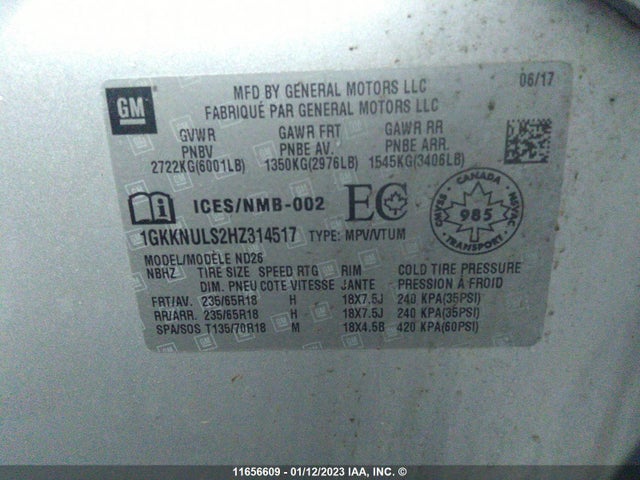 GM
MFD BY GENERAL MOTORS LLC
FABRIQUÉ PAR GENERAL MOTORS LLC
06/17
GVWR GAWR FRT GAWR RR
PNBV PNBE AV. PNBE ARR.
2722KG(6001LB) 1350KG(2976LB) 1545KG(3406LB)
ICES/NMB-002 EC
CANADA
985
TRANSPORT
1GKKNULS2HZ314517 TYPE: MPV/VTUM
MODEL/MODÈLE ND26
NBHZ TIRE SIZE SPEED RTG RIM COLD TIRE PRESSURE
DIM. PNEU COTE VITESSE JANTE PRESSION À FROID
FRT/AV. 235/65R18 H 18X7.5J 240 KPA(35PSI)
RR/ARR. 235/65R18 H 18X7.5J 240 KPA(35PSI)
SPA/SOS T135/70R18 M 18X4.5B 420 KPA(60PSI)
11656609 - 01/12/2023 IAA, INC. ©